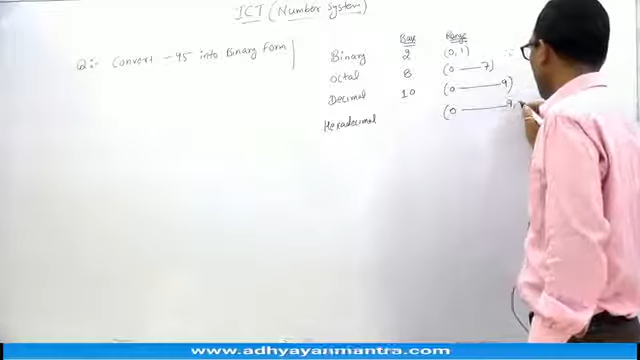 ICT (Number System)
Base Range
Q:- Convert -45 into Binary form
Binary 2 (0, 1)
Octal 8 (0 — 7)
Decimal 10 (0 — 9)
Hexadecimal (0 — 9,
www.adhyayanmantra.com